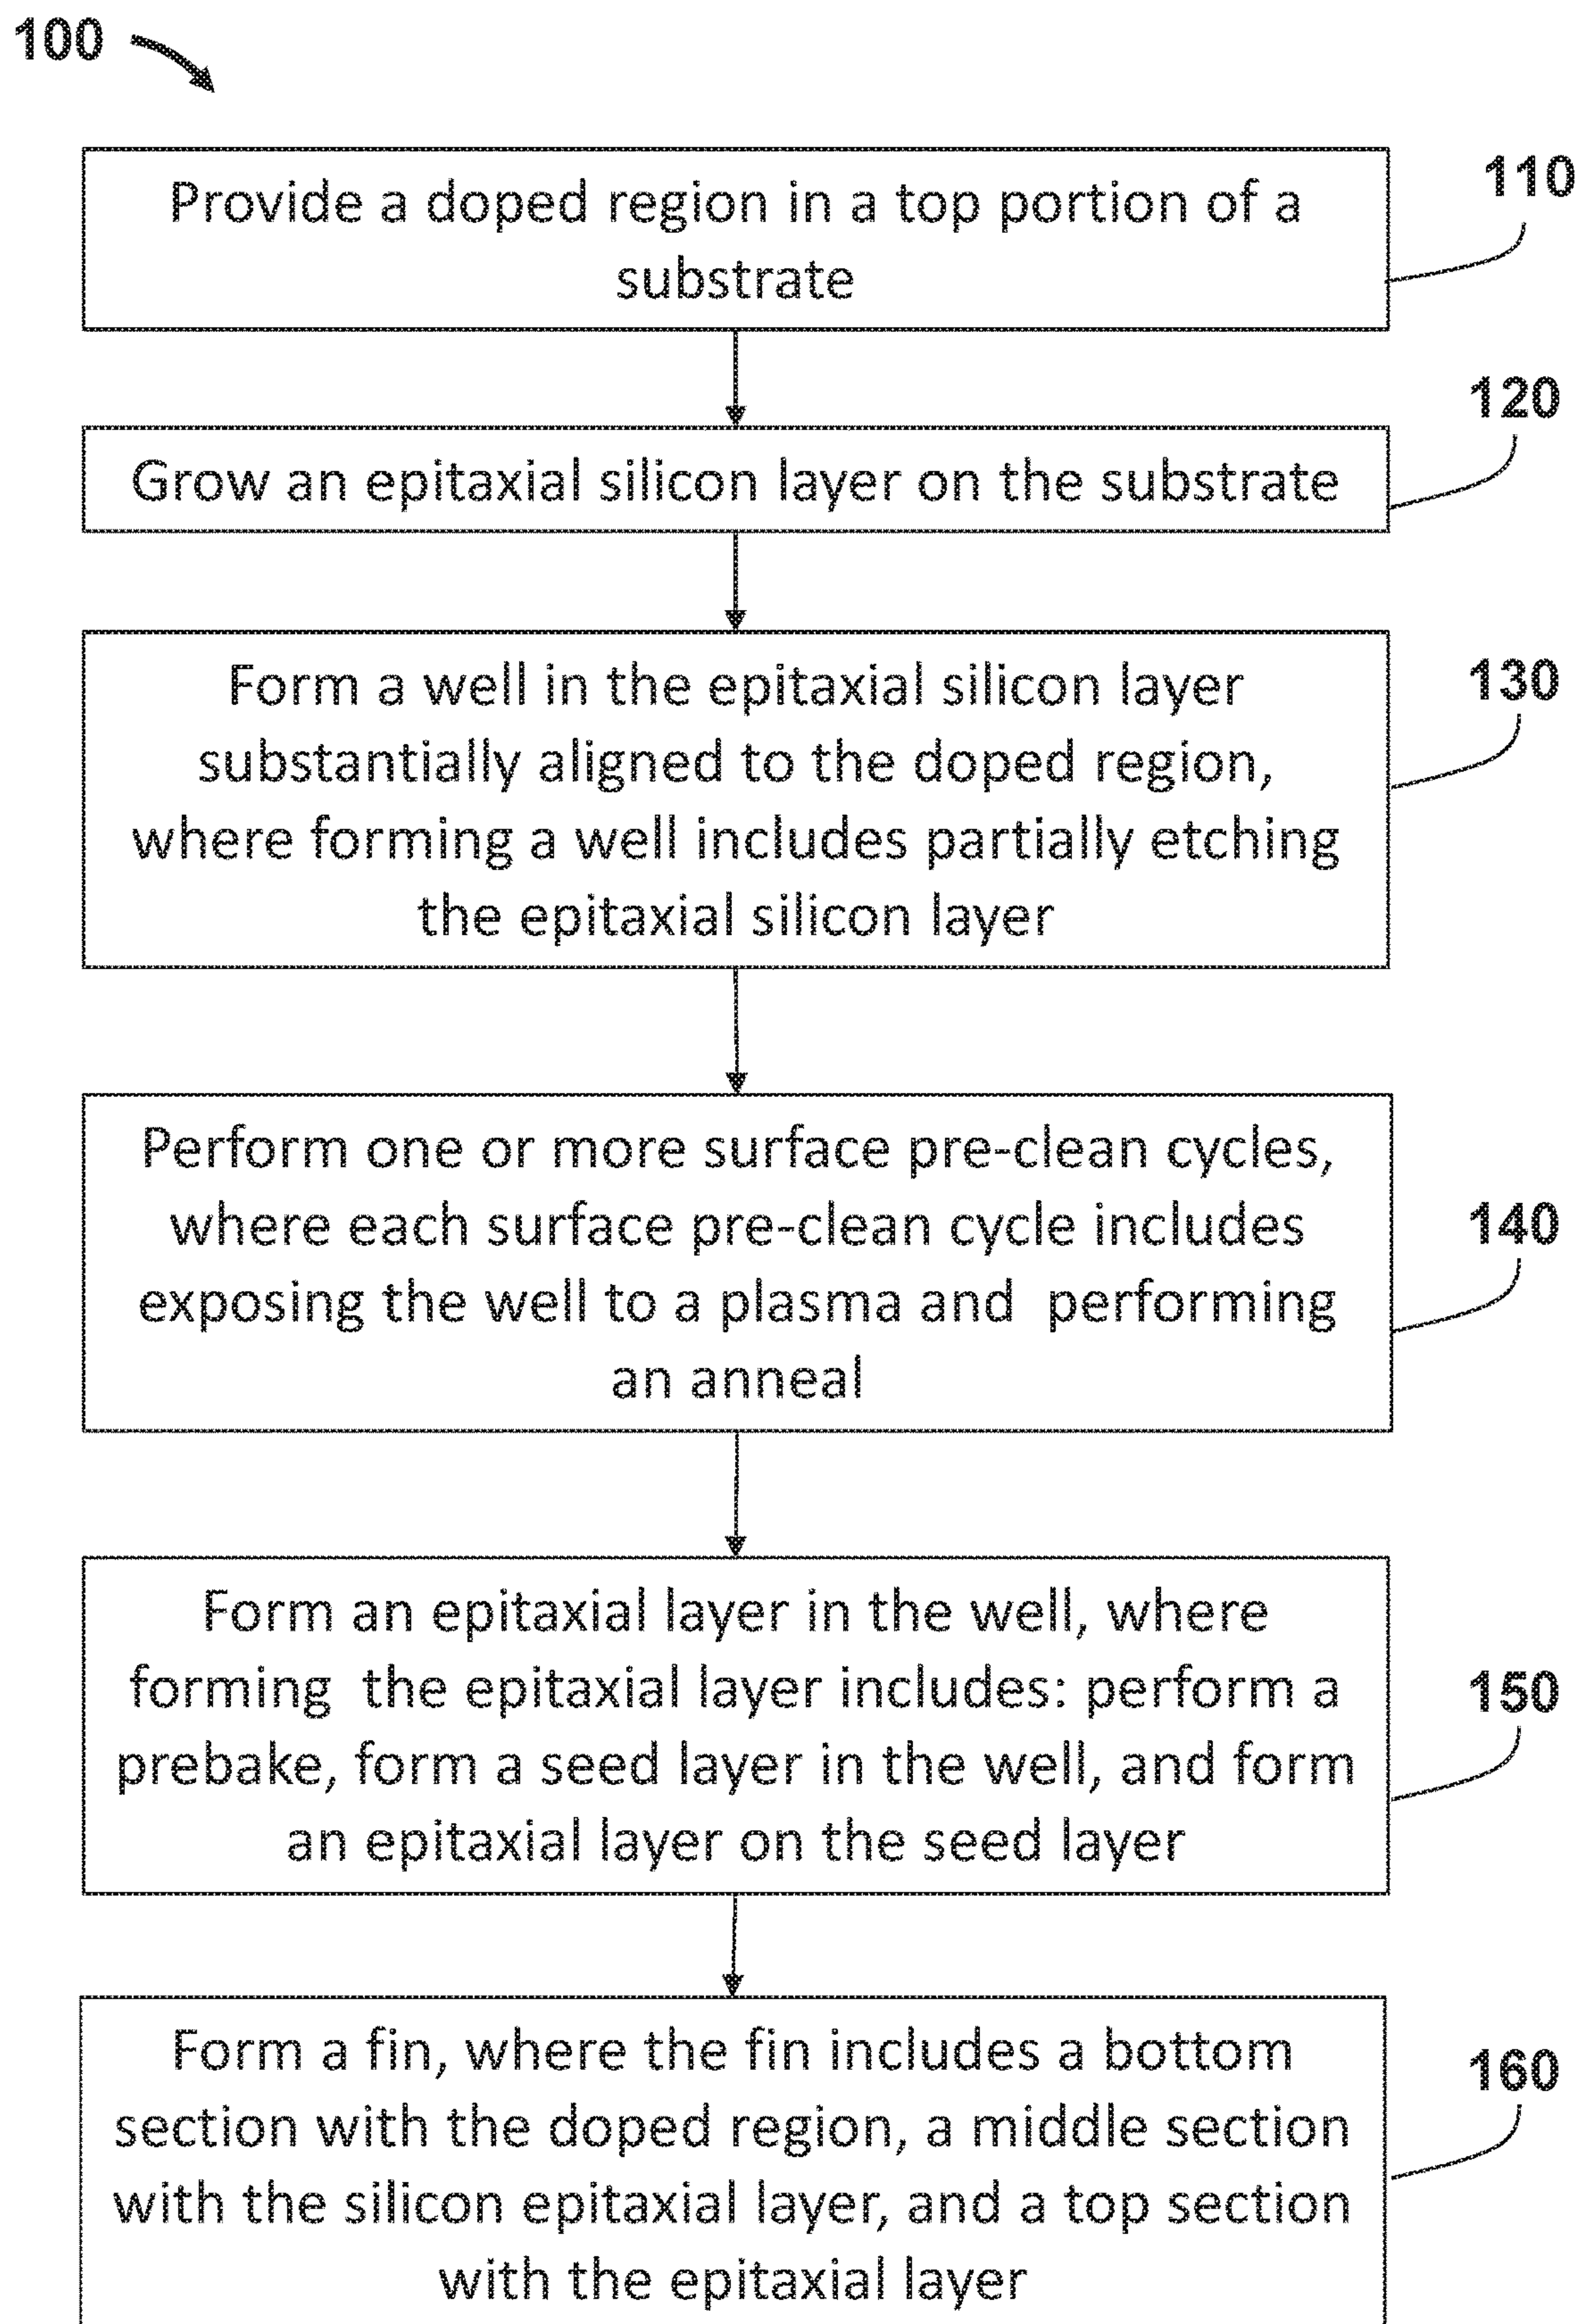 100
Provide a doped region in a top portion of a
substrate
110
Grow an epitaxial silicon layer on the substrate
120
Form a well in the epitaxial silicon layer
substantially aligned to the doped region,
where forming a well includes partially etching
the epitaxial silicon layer
130
Perform one or more surface pre-clean cycles,
where each surface pre-clean cycle includes
exposing the well to a plasma and performing
an anneal
140
Form an epitaxial layer in the well, where
forming the epitaxial layer includes: perform a
prebake, form a seed layer in the well, and form
an epitaxial layer on the seed layer
150
Form a fin, where the fin includes a bottom
section with the doped region, a middle section
with the silicon epitaxial layer, and a top section
with the epitaxial layer
160